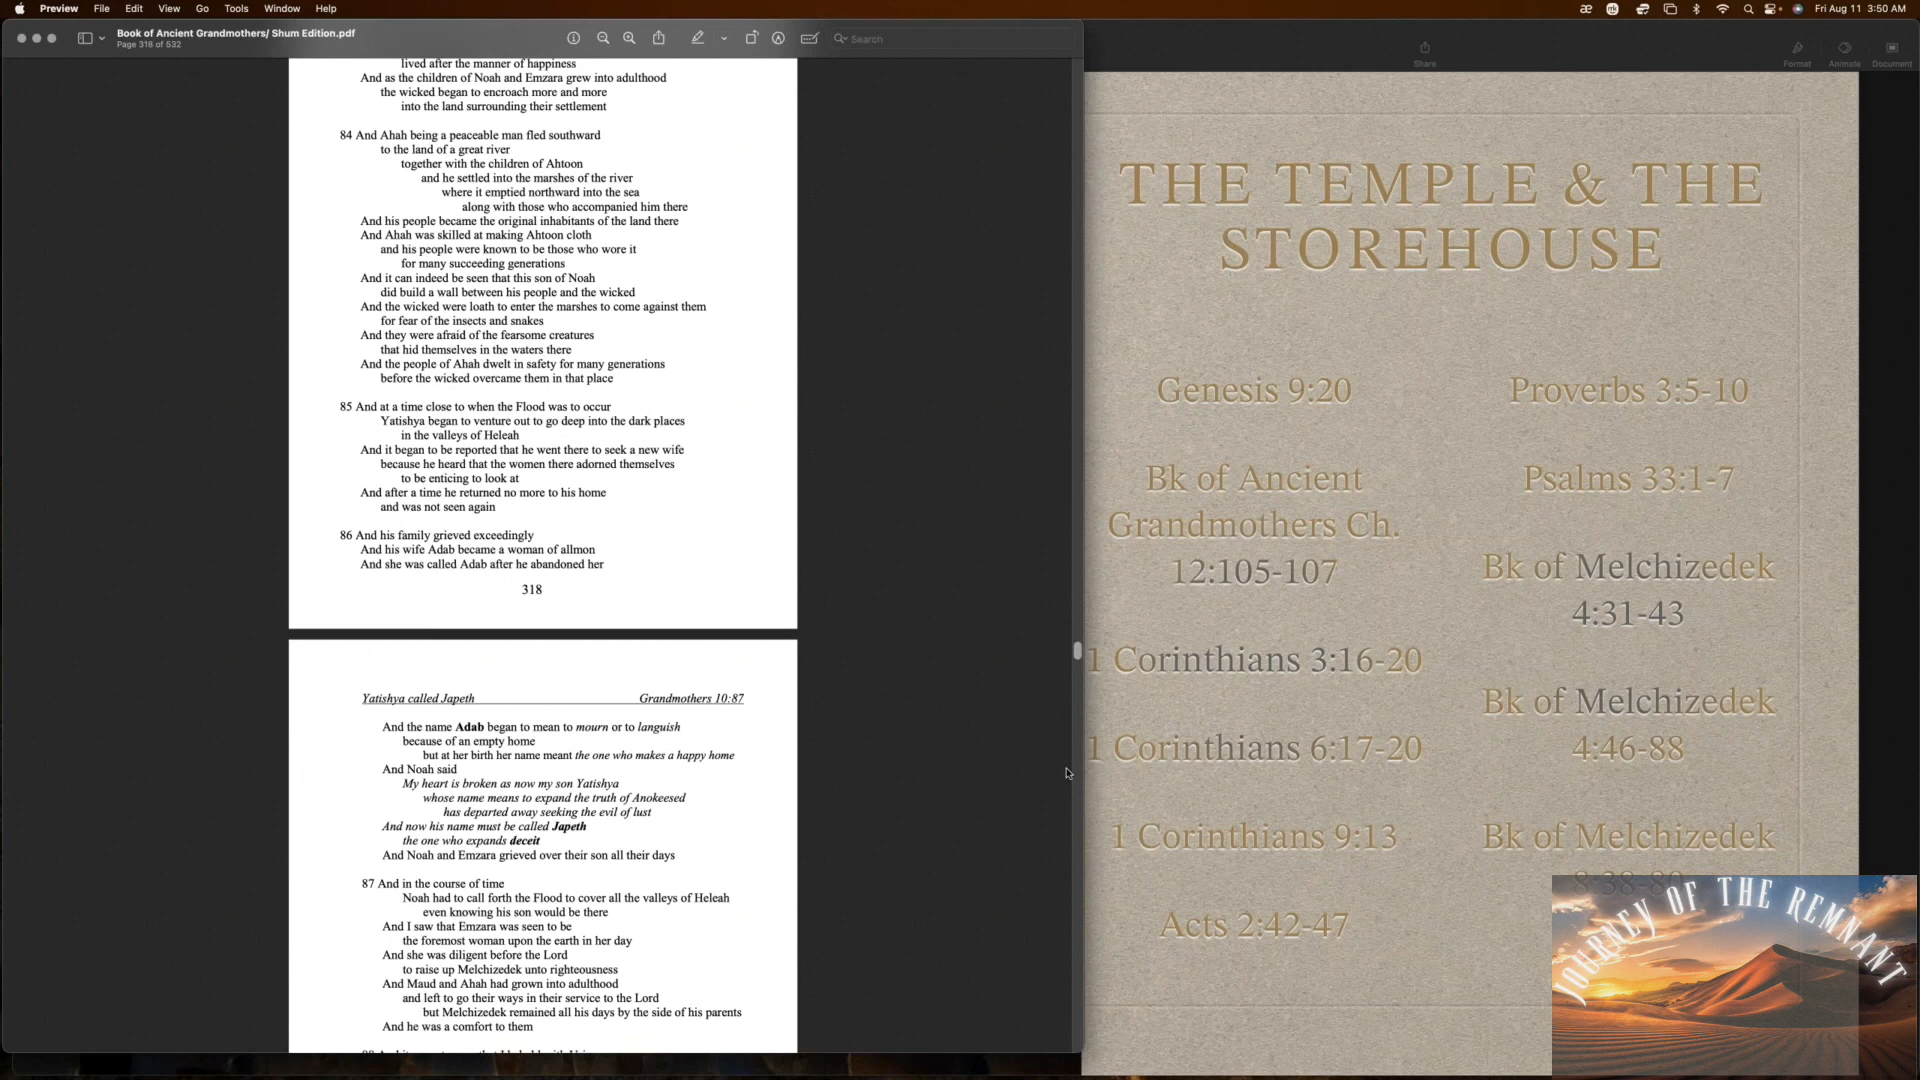 Preview File Edit View Go Tools Window Help
Fri Aug 11 3:50 AM
Book of Ancient Grandmothers/ Shum Edition.pdf
Page 318 of 532
Search
lived after the manner of happiness
And as the children of Noah and Emzara grew into adulthood
the wicked began to encroach more and more
into the land surrounding their settlement
84 And Ahah being a peaceable man fled southward
to the land of a great river
together with the children of Ahtoon
and he settled into the marshes of the river
where it emptied northward into the sea
along with those who accompanied him there
And his people became the original inhabitants of the land there
And Ahah was skilled at making Ahtoon cloth
and his people were known to be those who wore it
for many succeeding generations
And it can indeed be seen that this son of Noah
did build a wall between his people and the wicked
And the wicked were loath to enter the marshes to come against them
for fear of the insects and snakes
And they were afraid of the fearsome creatures
that hid themselves in the waters there
And the people of Ahah dwelt in safety for many generations
before the wicked overcame them in that place
85 And at a time close to when the Flood was to occur
Yatishya began to venture out to go deep into the dark places
in the valleys of Heleah
And it began to be reported that he went there to seek a new wife
because he heard that the women there adorned themselves
to be enticing to look at
And after a time he returned no more to his home
and was not seen again
86 And his family grieved exceedingly
And his wife Adab became a woman of allmon
And she was called Adab after he abandoned her
318
Yatishya called Japeth Grandmothers 10:87
And the name Adab began to mean to mourn or to languish
because of an empty home
but at her birth her name meant the one who makes a happy home
And Noah said
My heart is broken as now my son Yatishya
whose name means to expand the truth of Anokeesed
has departed away seeking the evil of lust
And now his name must be called Japeth
the one who expands deceit
And Noah and Emzara grieved over their son all their days
87 And in the course of time
Noah had to call forth the Flood to cover all the valleys of Heleah
even knowing his son would be there
And I saw that Emzara was seen to be
the foremost woman upon the earth in her day
And she was diligent before the Lord
to raise up Melchizedek unto righteousness
And Maud and Ahah had grown into adulthood
and left to go their ways in their service to the Lord
but Melchizedek remained all his days by the side of his parents
And he was a comfort to them
Share
Format Animate Document
THE TEMPLE & THE
STOREHOUSE
Genesis 9:20
Bk of Ancient
Grandmothers Ch.
12:105-107
1 Corinthians 3:16-20
1 Corinthians 6:17-20
1 Corinthians 9:13
Acts 2:42-47
Proverbs 3:5-10
Psalms 33:1-7
Bk of Melchizedek
4:31-43
Bk of Melchizedek
4:46-88
Bk of Melchizedek
8:38-80
JOURNEY OF THE REMNANT